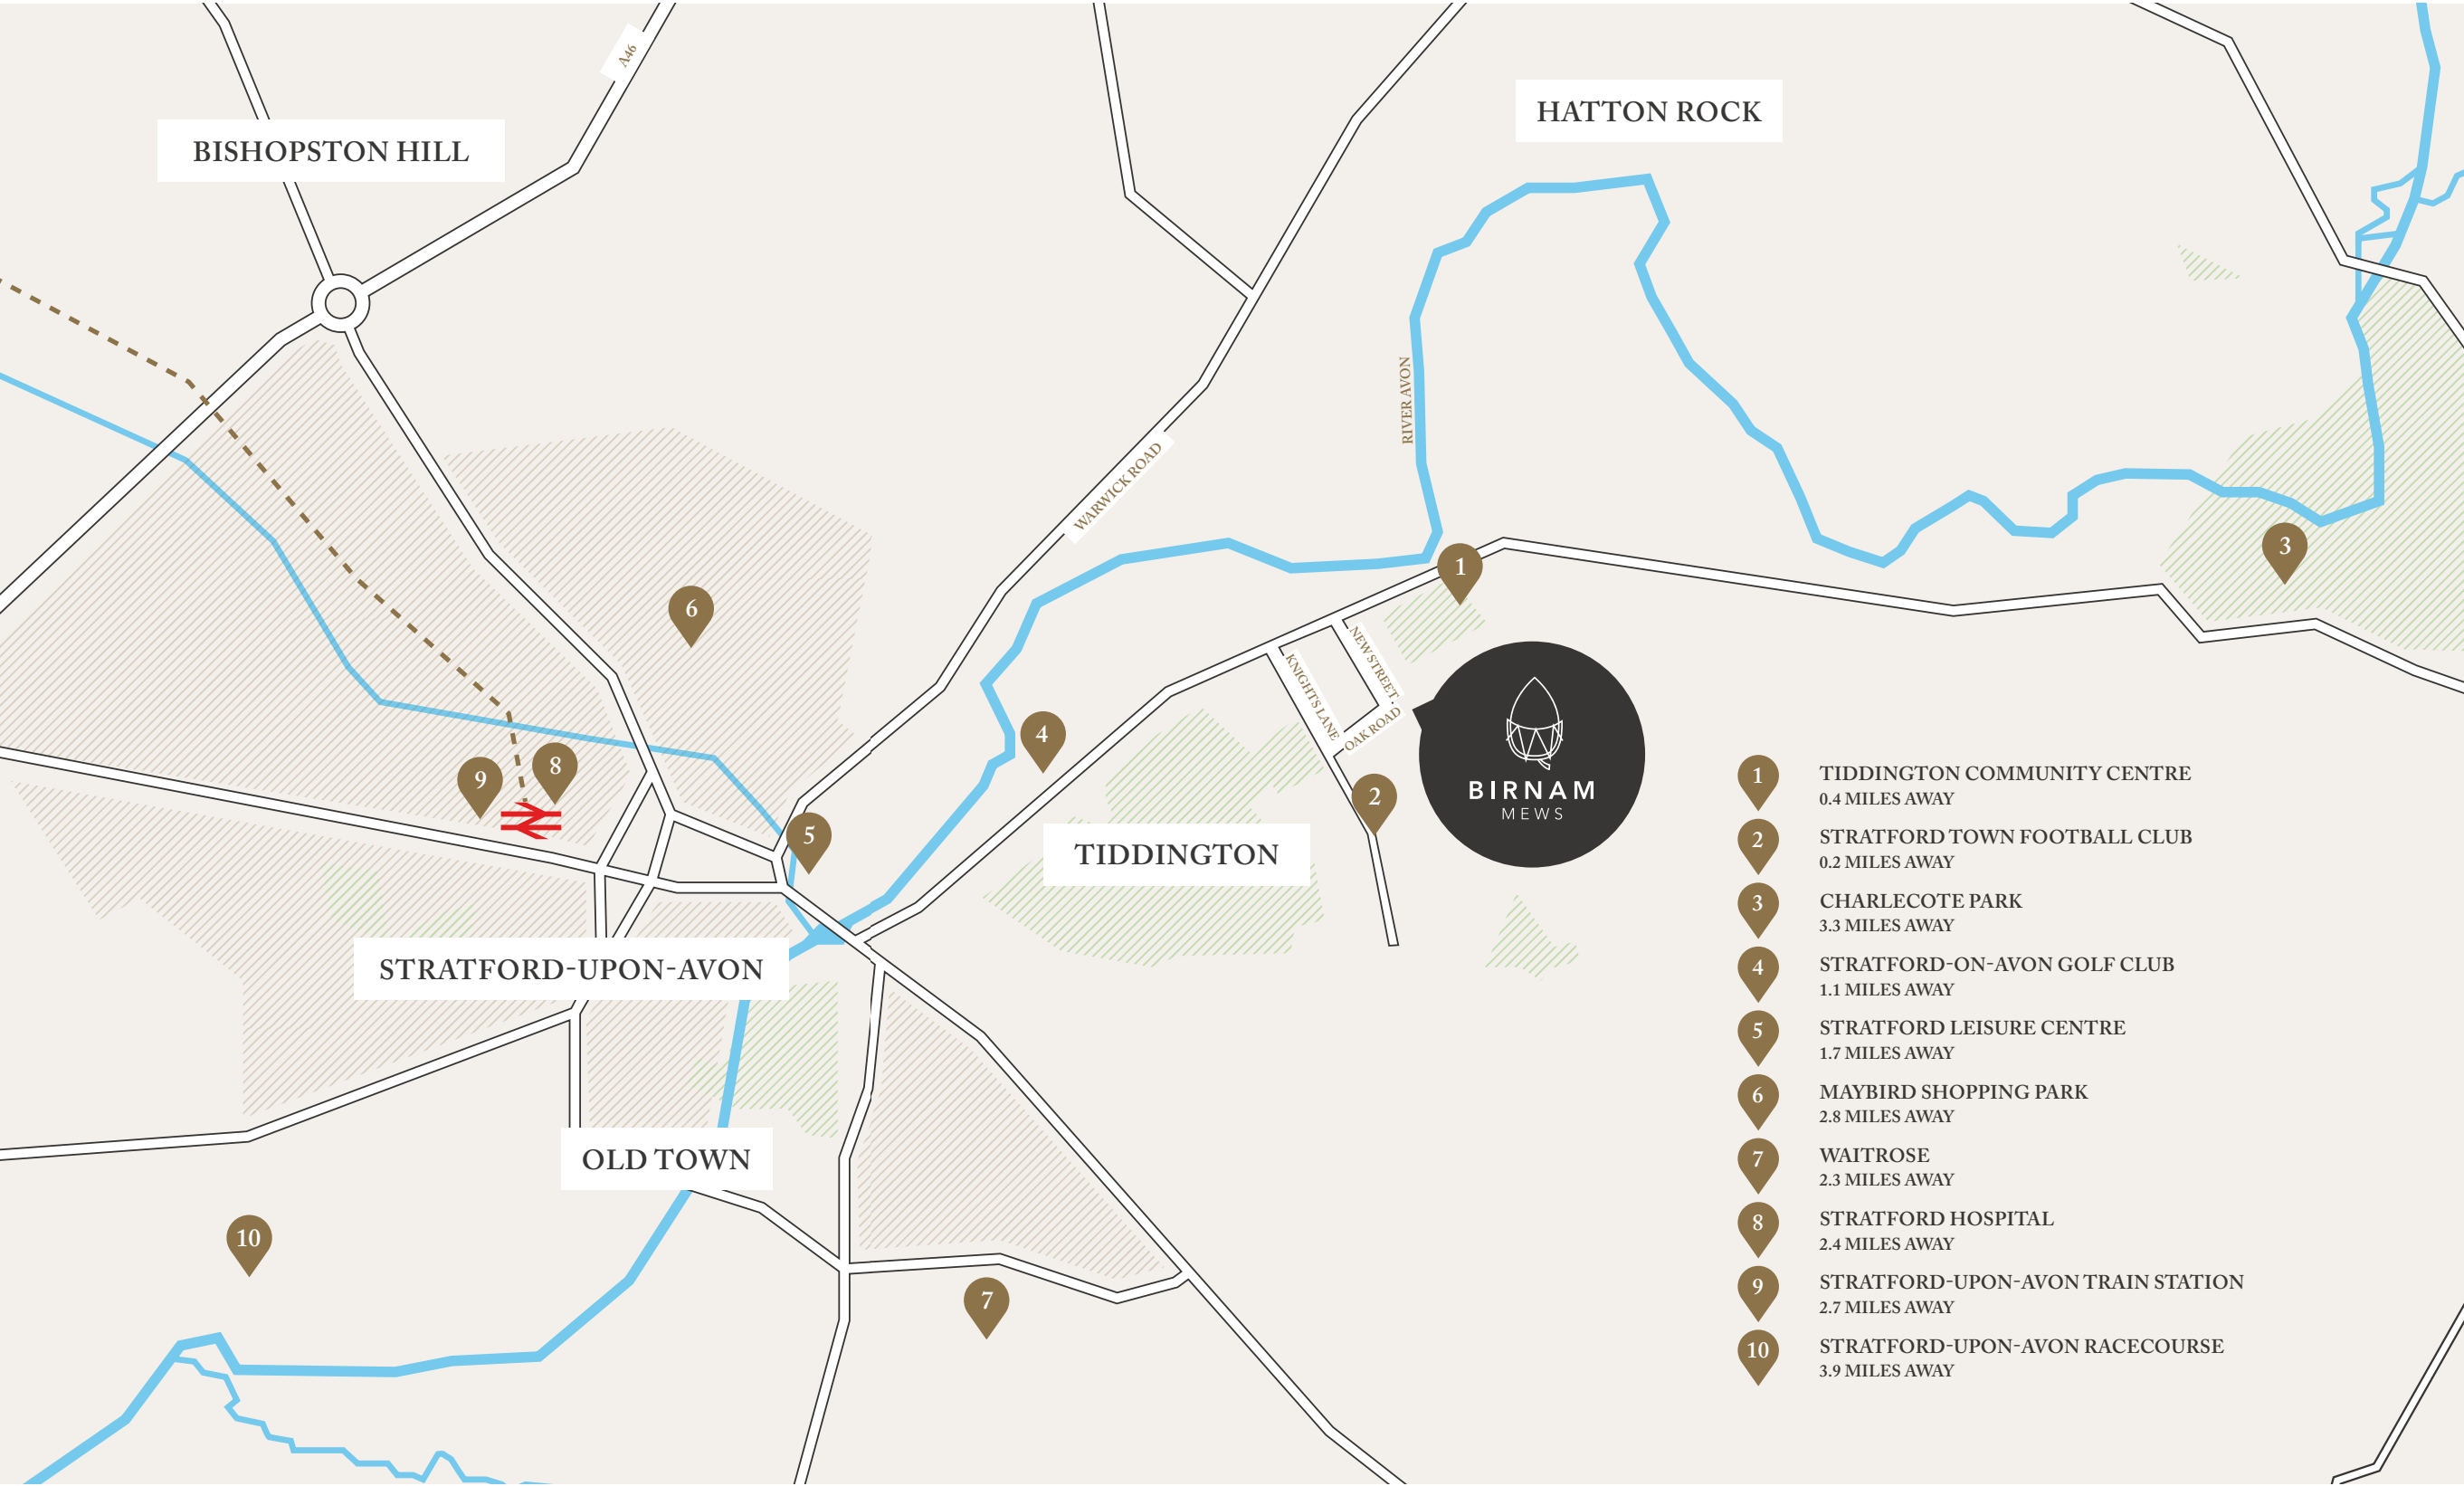 A46
HATTON ROCK
BISHOPSTON HILL
RIVER AVON
WARWICK ROAD
3
1
6
NEW STREET
KNIGHTS LANE
OAK ROAD
4
9
8
2
5
BIRNAM
MEWS
TIDDINGTON
STRATFORD-UPON-AVON
OLD TOWN
10
7
1 TIDDINGTON COMMUNITY CENTRE
0.4 MILES AWAY
2 STRATFORD TOWN FOOTBALL CLUB
0.2 MILES AWAY
3 CHARLECOTE PARK
3.3 MILES AWAY
4 STRATFORD-ON-AVON GOLF CLUB
1.1 MILES AWAY
5 STRATFORD LEISURE CENTRE
1.7 MILES AWAY
6 MAYBIRD SHOPPING PARK
2.8 MILES AWAY
7 WAITROSE
2.3 MILES AWAY
8 STRATFORD HOSPITAL
2.4 MILES AWAY
9 STRATFORD-UPON-AVON TRAIN STATION
2.7 MILES AWAY
10 STRATFORD-UPON-AVON RACECOURSE
3.9 MILES AWAY